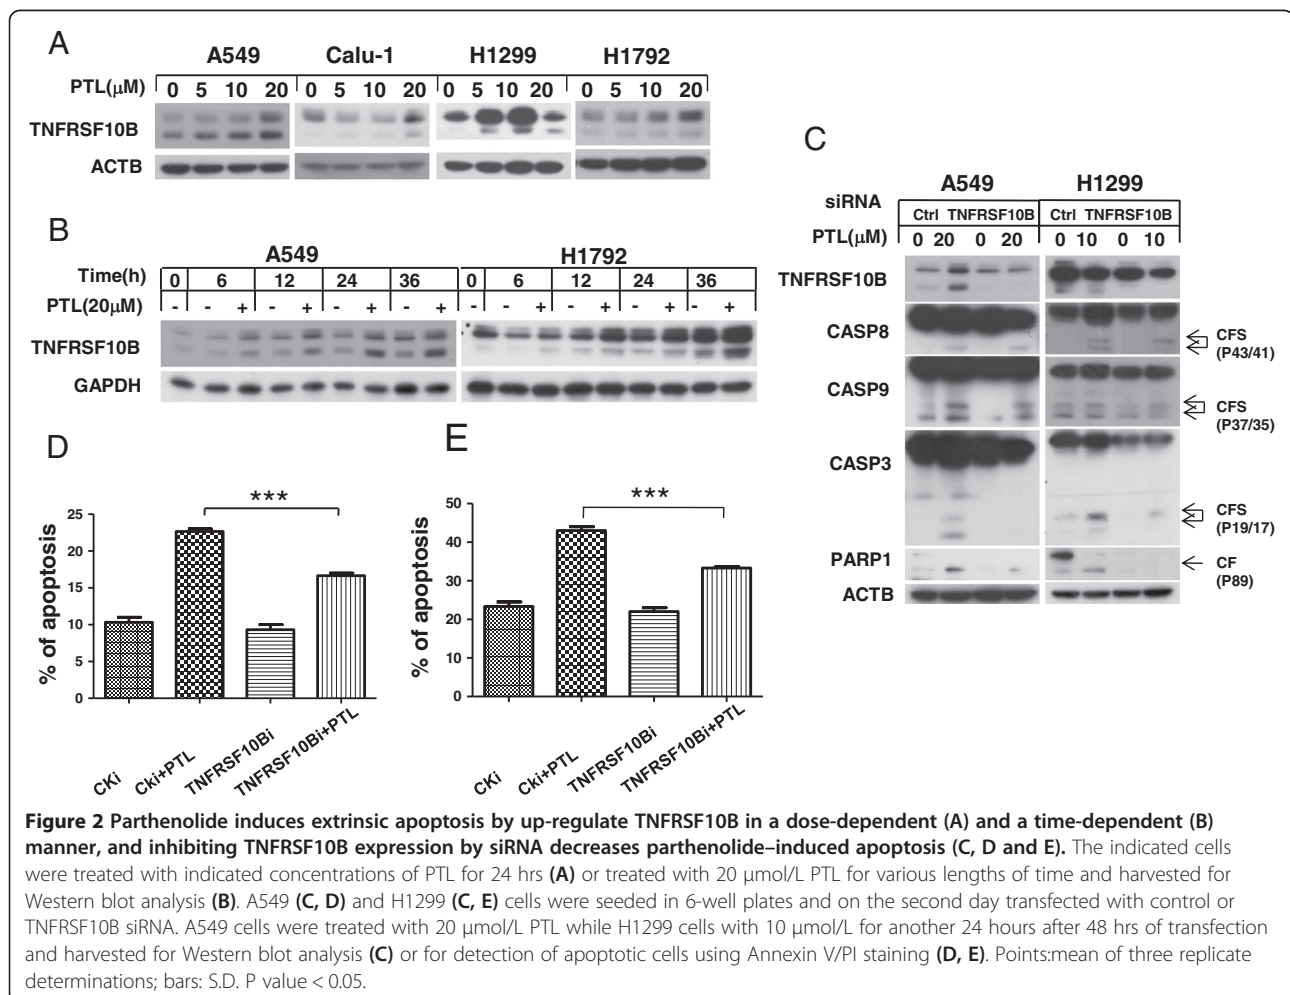 A
A549 Calu-1 H1299 H1792
PTL(μM) 0 5 10 20 0 5 10 20 0 5 10 20 0 5 10 20
TNFRSF10B
ACTB
B
A549 H1792
Time(h) 0 6 12 24 36 0 6 12 24 36
PTL(20μM) - - + - + - + - + - - + - + - + - +
TNFRSF10B
GAPDH
C
A549 H1299
siRNA
Ctrl TNFRSF10B Ctrl TNFRSF10B
PTL(μM) 0 20 0 20 0 10 0 10
TNFRSF10B
CASP8
CFS
(P43/41)
CASP9
CFS
(P37/35)
CASP3
CFS
(P19/17)
PARP1
CF
(P89)
ACTB
D
% of apoptosis
25
20
15
10
5
0
***
CKi
Cki+PTL
TNFRSF10Bi
TNFRSF10Bi+PTL
E
% of apoptosis
50
40
30
20
10
0
***
CKi
Cki+PTL
TNFRSF10Bi
TNFRSF10Bi+PTL
Figure 2 Parthenolide induces extrinsic apoptosis by up-regulate TNFRSF10B in a dose-dependent (A) and a time-dependent (B)
manner, and inhibiting TNFRSF10B expression by siRNA decreases parthenolide–induced apoptosis (C, D and E). The indicated cells
were treated with indicated concentrations of PTL for 24 hrs (A) or treated with 20 μmol/L PTL for various lengths of time and harvested for
Western blot analysis (B). A549 (C, D) and H1299 (C, E) cells were seeded in 6-well plates and on the second day transfected with control or
TNFRSF10B siRNA. A549 cells were treated with 20 μmol/L PTL while H1299 cells with 10 μmol/L for another 24 hours after 48 hrs of transfection
and harvested for Western blot analysis (C) or for detection of apoptotic cells using Annexin V/PI staining (D, E). Points:mean of three replicate
determinations; bars: S.D. P value < 0.05.